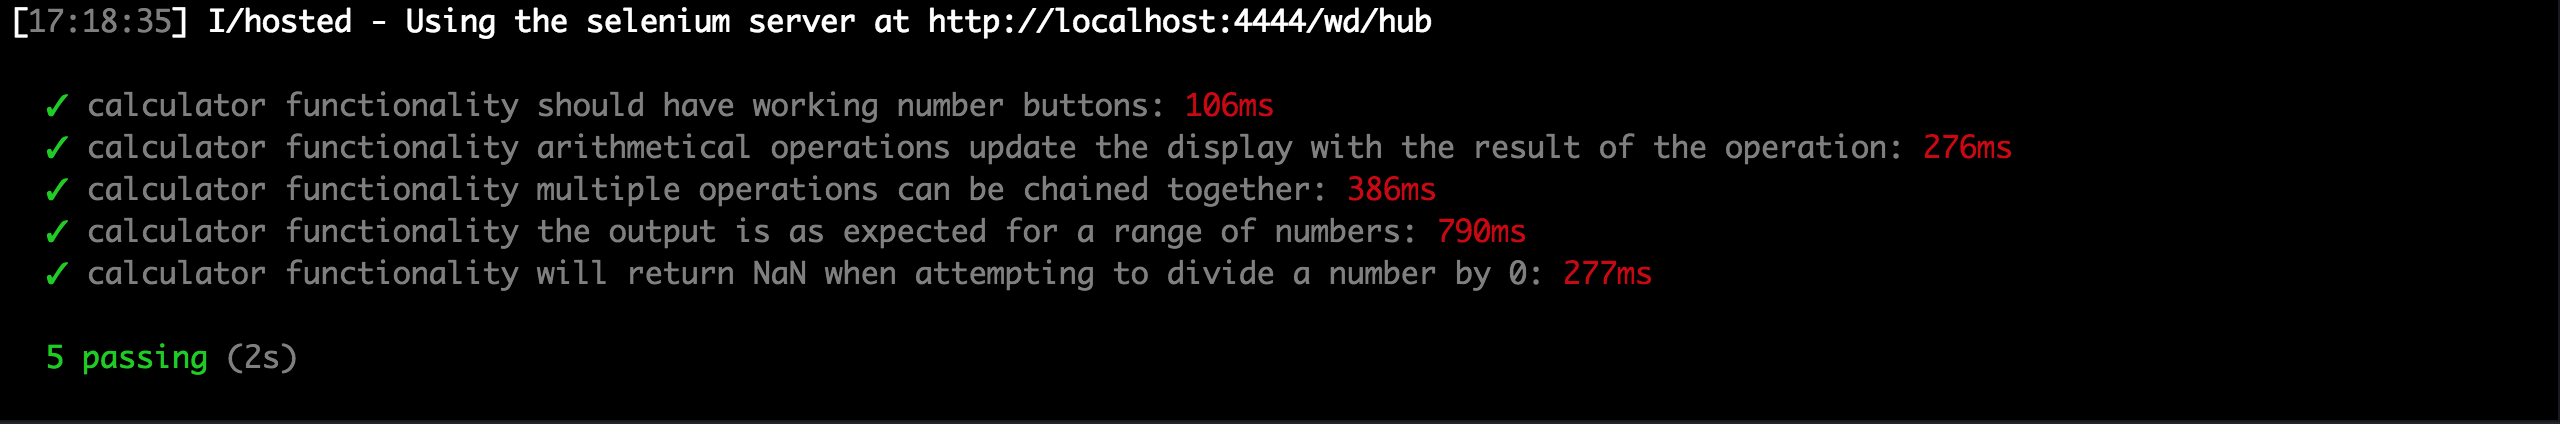 [17:18:35] I/hosted - Using the selenium server at http://localhost:4444/wd/hub
✓ calculator functionality should have working number buttons: 106ms
✓ calculator functionality arithmetical operations update the display with the result of the operation: 276ms
✓ calculator functionality multiple operations can be chained together: 386ms
✓ calculator functionality the output is as expected for a range of numbers: 790ms
✓ calculator functionality will return NaN when attempting to divide a number by 0: 277ms
5 passing (2s)